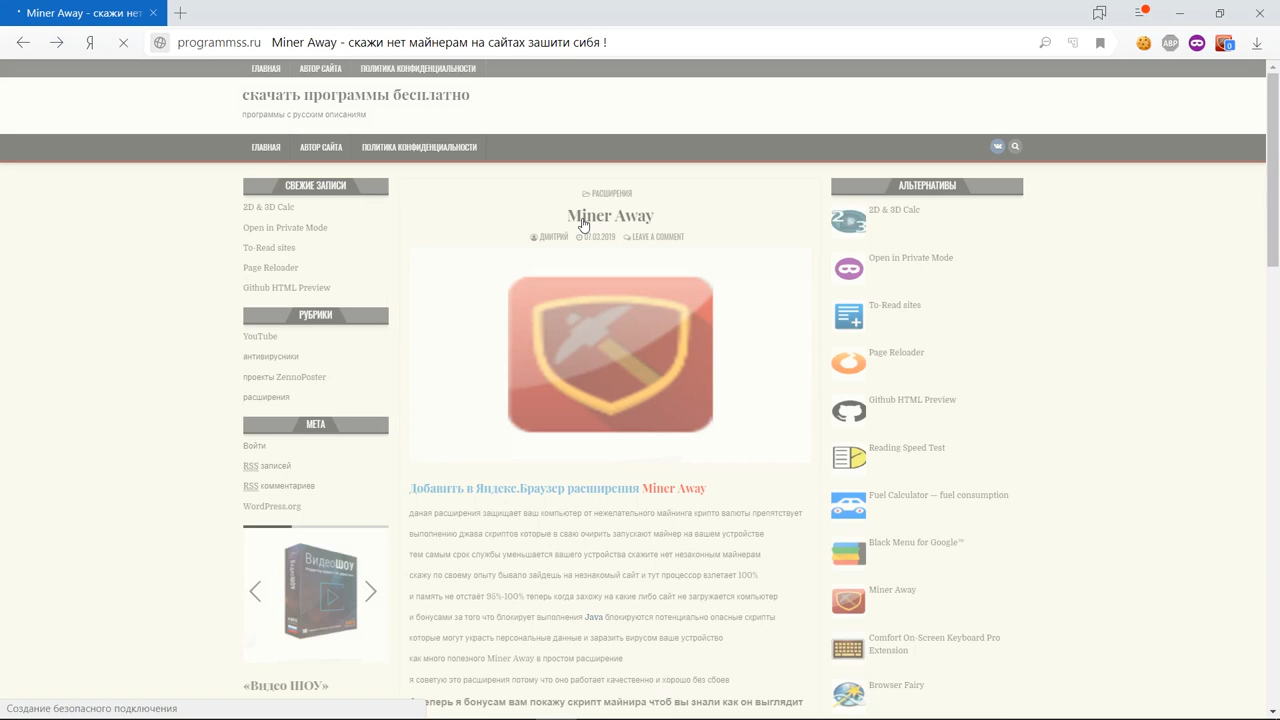 Miner Away - скажи нет
programmss.ru Miner Away - скажи нет майнерам на сайтах зашити сибя !
ABP
0
ГЛАВНАЯ АВТОР САЙТА ПОЛИТИКА КОНФИДЕНЦИАЛЬНОСТИ
скачать программы бесплатно
программы с русским описаниям
ГЛАВНАЯ АВТОР САЙТА ПОЛИТИКА КОНФИДЕНЦИАЛЬНОСТИ
СВЕЖИЕ ЗАПИСИ
2D & 3D Calc
Open in Private Mode
To-Read sites
Page Reloader
Github HTML Preview
РУБРИКИ
YouTube
антивирусники
проекты ZennoPoster
расширения
МЕТА
Войти
RSS записей
RSS комментариев
WordPress.org
ВидеоШОУ
«Видео ШОУ»
РАСШИРЕНИЯ
Miner Away
ДМИТРИЙ 07.03.2019 LEAVE A COMMENT
Добавить в Яндекс.Браузер расширения Miner Away
даная расширения защищает ваш компьютер от нежелательного майнинга крипто валюты препятствует
выполнению джава скриптов которые в сваю очирить запускают майнер на вашем устройстве
тем самым срок службы уменьшается вашего устройства скажите нет незаконным майнерам
скажу по своему опыту бывало зайдешь на незнакомый сайт и тут процессор взлетает 100%
и память не отстаёт 95%-100% теперь когда захожу на какие либо сайт не загружается компьютер
и бонусами за того что блокирует выполнения Java блокируются потенциально опасные скрипты
которые могут украсть персональные данные и заразить вирусом ваше устройство
как много полезного Miner Away в простом расширение
я советую это расширения потому что оно работает качественно и хорошо без сбоев
теперь я бонусам вам покажу скрипт майнира чтоб вы знали как он выглядит
АЛЬТЕРНАТИВЫ
2D & 3D Calc
Open in Private Mode
To-Read sites
Page Reloader
Github HTML Preview
Reading Speed Test
Fuel Calculator — fuel consumption
Black Menu for Google™
Miner Away
Comfort On-Screen Keyboard Pro
Extension
Browser Fairy
Создание безопасного подключения